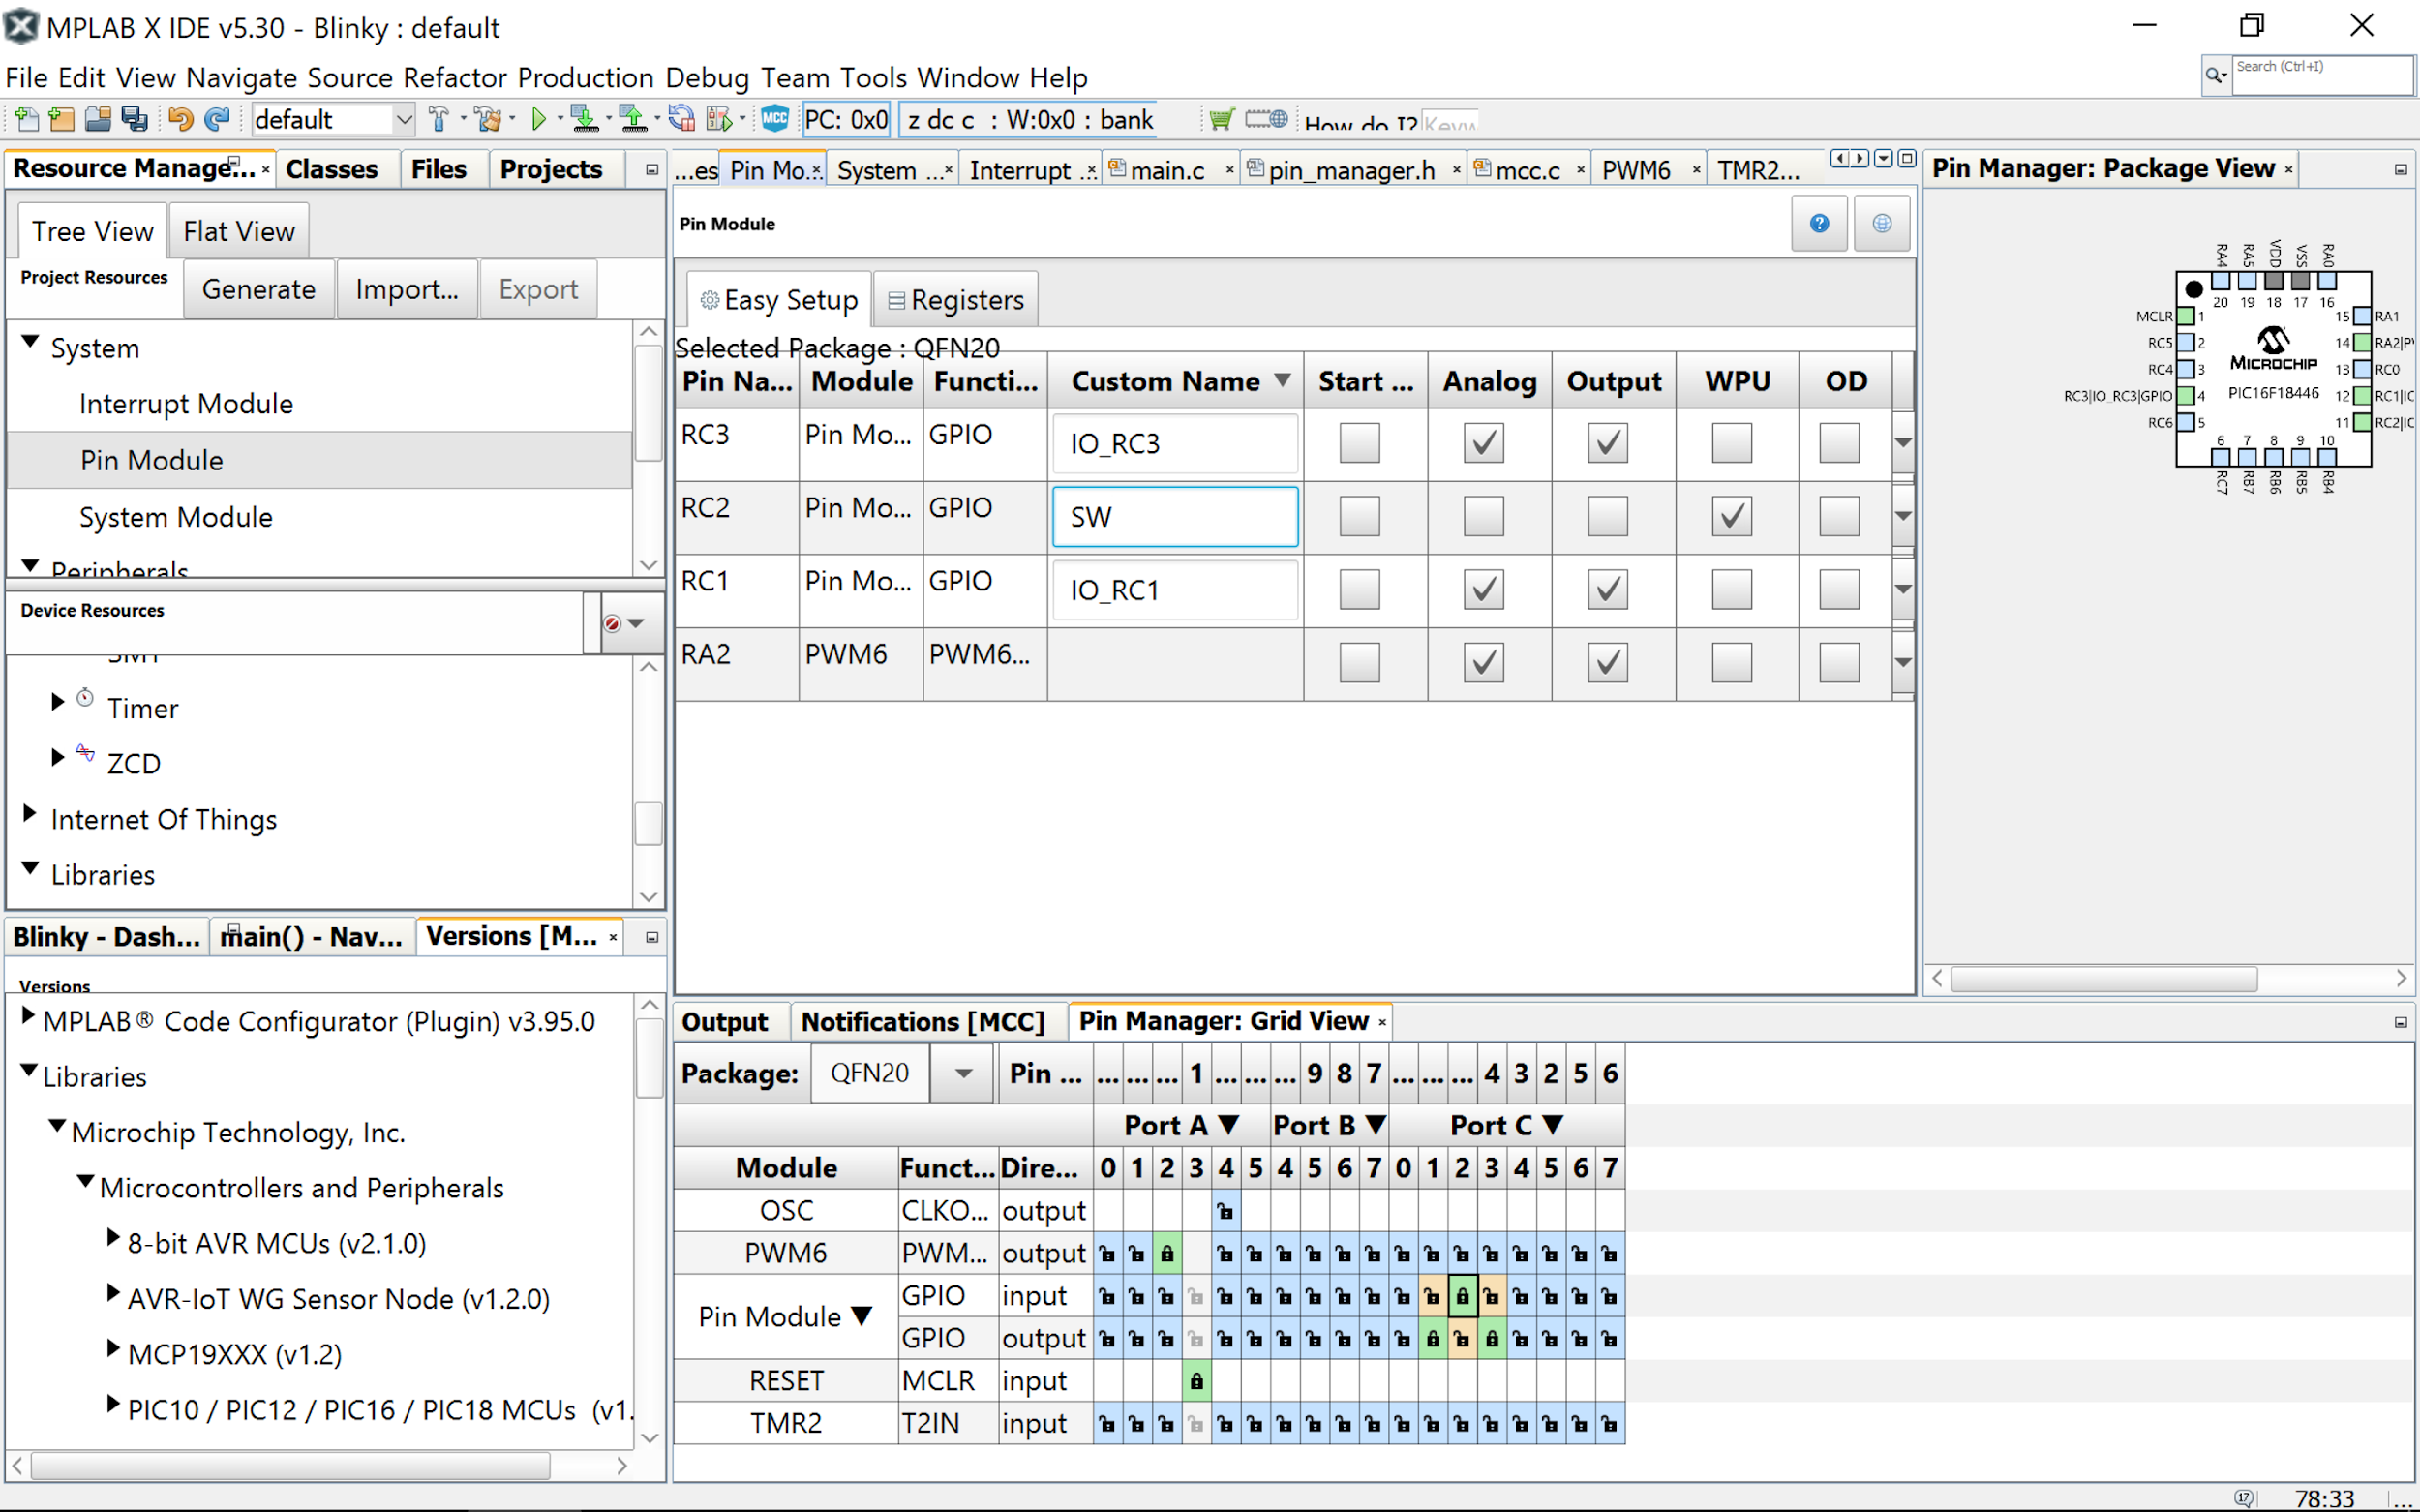 MPLAB X IDE v5.30 - Blinky : default
File Edit View Navigate Source Refactor Production Debug Team Tools Window Help
Search (Ctrl+I)
default
MCC
PC: 0x0
z dc c : W:0x0 : bank
How do I?
Resource Manage...
Classes
Files
Projects
Tree View
Flat View
Project Resources
Generate
Import...
Export
System
Interrupt Module
Pin Module
System Module
Peripherals
Device Resources
SMT
Timer
ZCD
Internet Of Things
Libraries
Blinky - Dash...
main() - Nav...
Versions [M...
Versions
MPLAB® Code Configurator (Plugin) v3.95.0
Libraries
Microchip Technology, Inc.
Microcontrollers and Peripherals
8-bit AVR MCUs (v2.1.0)
AVR-IoT WG Sensor Node (v1.2.0)
MCP19XXX (v1.2)
PIC10 / PIC12 / PIC16 / PIC18 MCUs (v1.
...es
Pin Mo...
System ...
Interrupt ...
main.c
pin_manager.h
mcc.c
PWM6
TMR2...
Pin Module
Easy Setup
Registers
Selected Package : QFN20
Pin Na... Module Functi... Custom Name Start ... Analog Output WPU OD
RC3 Pin Mo... GPIO IO_RC3
RC2 Pin Mo... GPIO SW
RC1 Pin Mo... GPIO IO_RC1
RA2 PWM6 PWM6...
Pin Manager: Package View
RA4 RA5 VDD VSS RA0
20 19 18 17 16
MCLR 1 15 RA1
RC5 2 14 RA2|P
RC4 3 MICROCHIP 13 RC0
RC3|IO_RC3|GPIO 4 PIC16F18446 12 RC1|IC
RC6 5 11 RC2|IC
6 7 8 9 10
RC7 RB7 RB6 RB5 RB4
Output
Notifications [MCC]
Pin Manager: Grid View
Package: QFN20 Pin ... ... ... ... 1 ... ... ... 9 8 7 ... ... ... 4 3 2 5 6
Port A ▼ Port B ▼ Port C ▼
Module Funct... Dire... 0 1 2 3 4 5 4 5 6 7 0 1 2 3 4 5 6 7
OSC CLKO... output
PWM6 PWM... output
Pin Module ▼ GPIO input
GPIO output
RESET MCLR input
TMR2 T2IN input
17
78:33
...